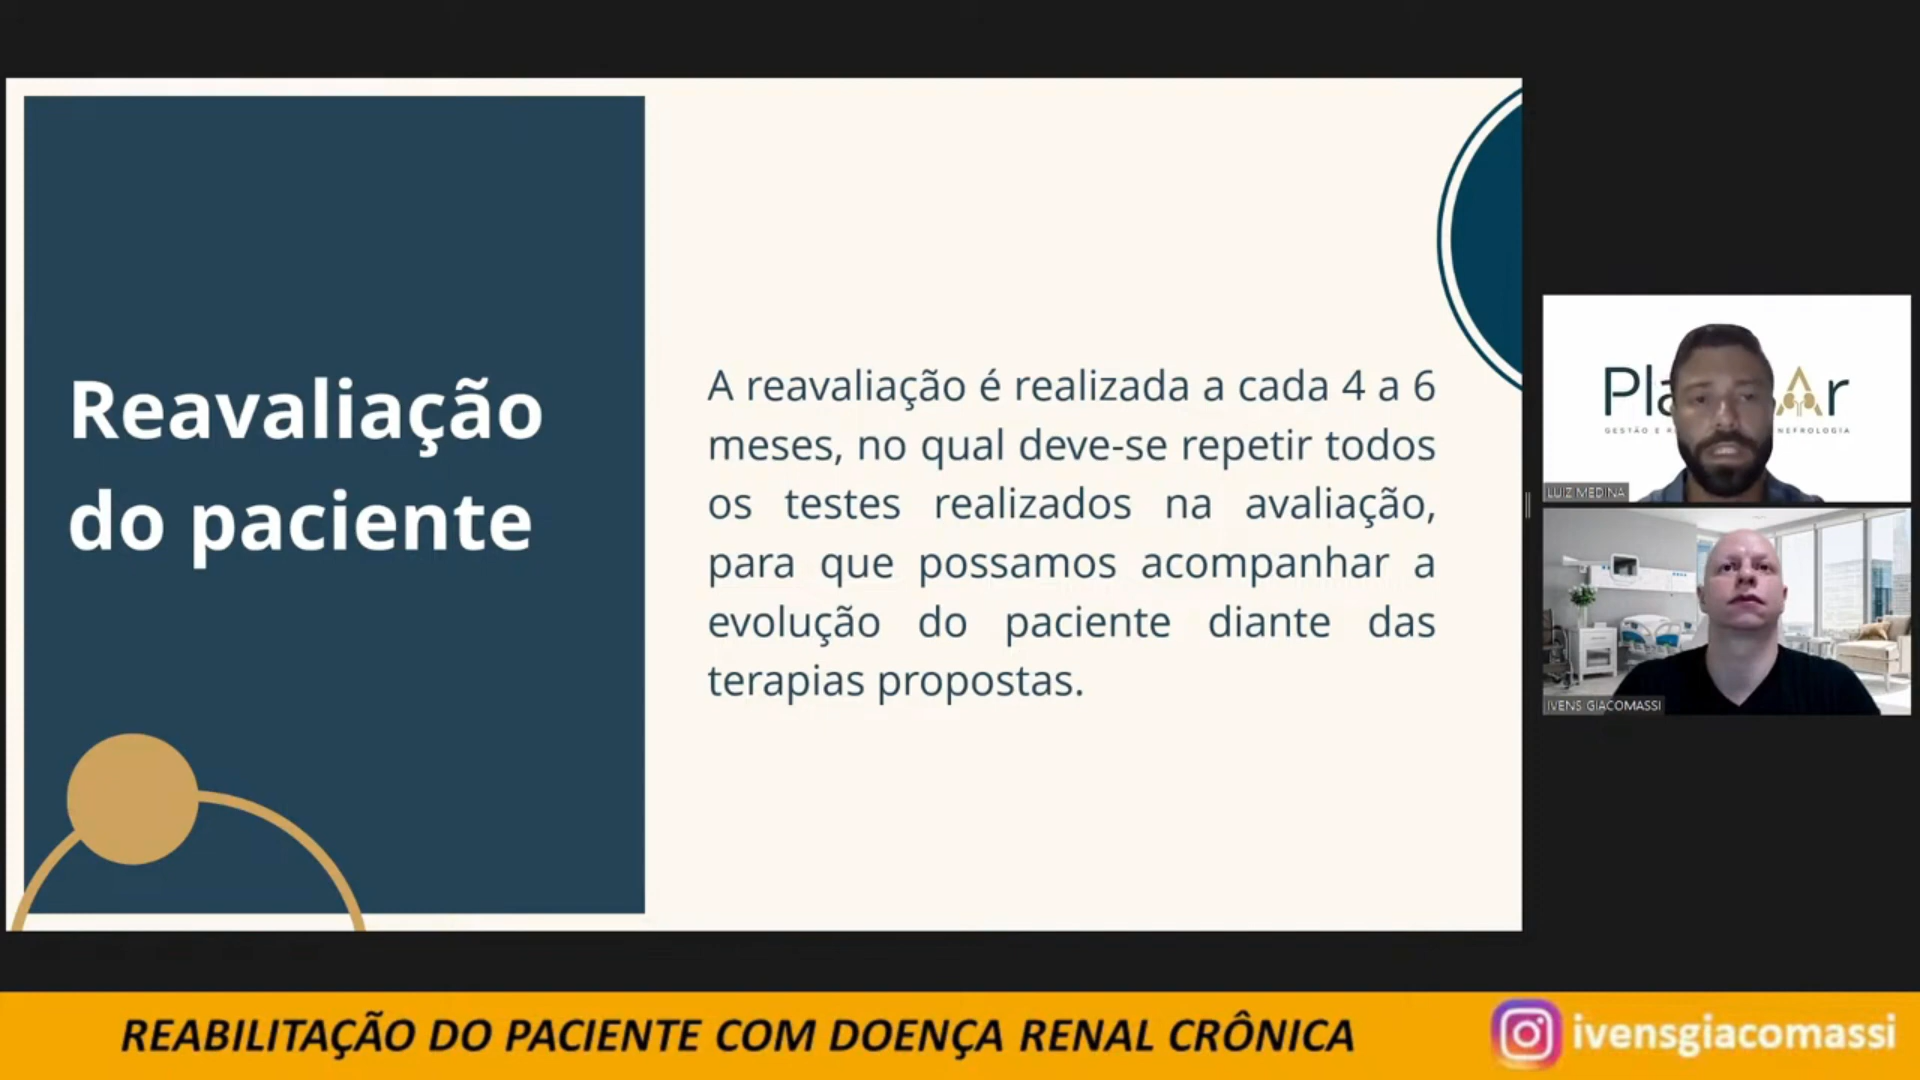 Reavaliação
do paciente
A reavaliação é realizada a cada 4 a 6
meses, no qual deve-se repetir todos
os testes realizados na avaliação,
para que possamos acompanhar a
evolução do paciente diante das
terapias propostas.
GESTÃO E
NEFROLOGIA
LUIZ MEDINA
IVENS GIACOMASSI
REABILITAÇÃO DO PACIENTE COM DOENÇA RENAL CRÔNICA
ivensgiacomassi